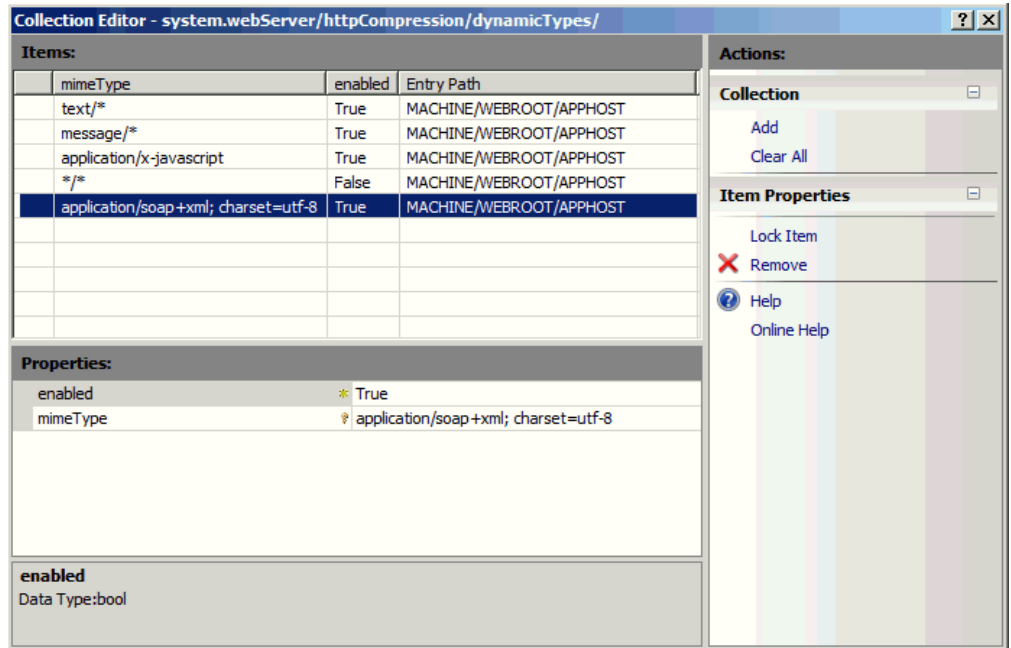 Collection Editor - system.webServer/httpCompression/dynamicTypes/
Items:
mimeType enabled Entry Path
text/* True MACHINE/WEBROOT/APPHOST
message/* True MACHINE/WEBROOT/APPHOST
application/x-javascript True MACHINE/WEBROOT/APPHOST
*/* False MACHINE/WEBROOT/APPHOST
application/soap+xml; charset=utf-8 True MACHINE/WEBROOT/APPHOST
Properties:
enabled True
mimeType application/soap+xml; charset=utf-8
enabled
Data Type:bool
Actions:
Collection
Add
Clear All
Item Properties
Lock Item
Remove
Help
Online Help